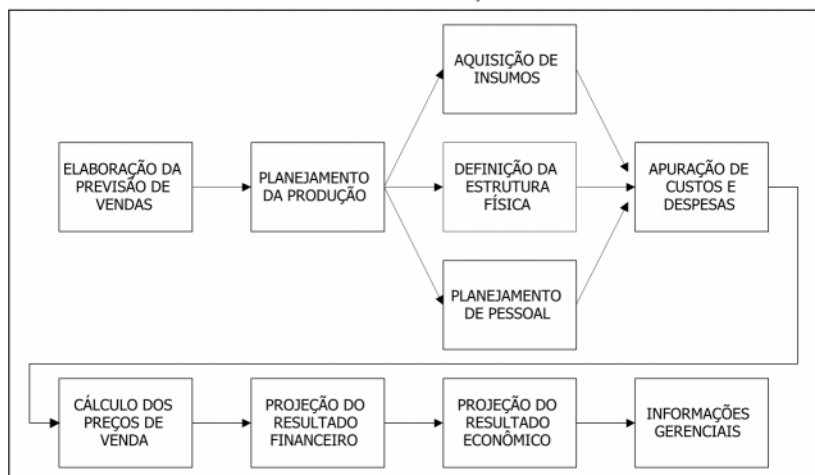 AQUISIÇÃO DE
INSUMOS
ELABORAÇÃO DA
PREVISÃO DE
VENDAS
PLANEJAMENTO
DA PRODUÇÃO
DEFINIÇÃO DA
ESTRUTURA
FÍSICA
APURAÇÃO DE
CUSTOS E
DESPESAS
PLANEJAMENTO
DE PESSOAL
CÁLCULO DOS
PREÇOS DE
VENDA
PROJEÇÃO DO
RESULTADO
FINANCEIRO
PROJEÇÃO DO
RESULTADO
ECONÔMICO
INFORMAÇÕES
GERENCIAIS